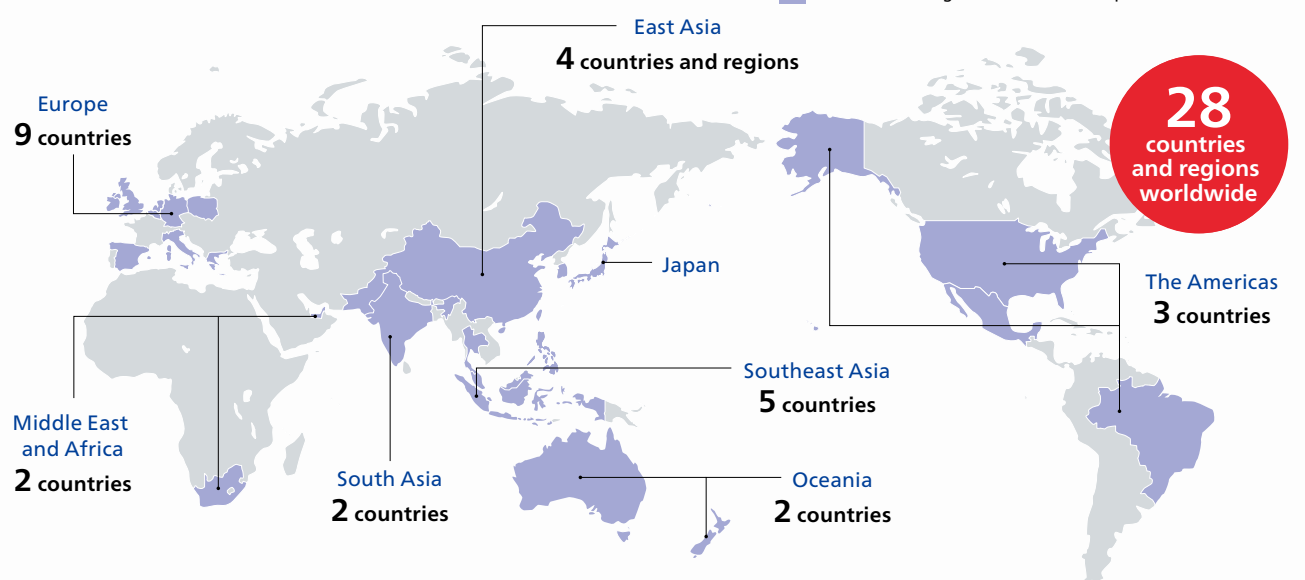 East Asia
4 countries and regions
Europe
9 countries
28
countries
and regions
worldwide
Japan
The Americas
3 countries
Southeast Asia
5 countries
Middle East
and Africa
2 countries
South Asia
2 countries
Oceania
2 countries